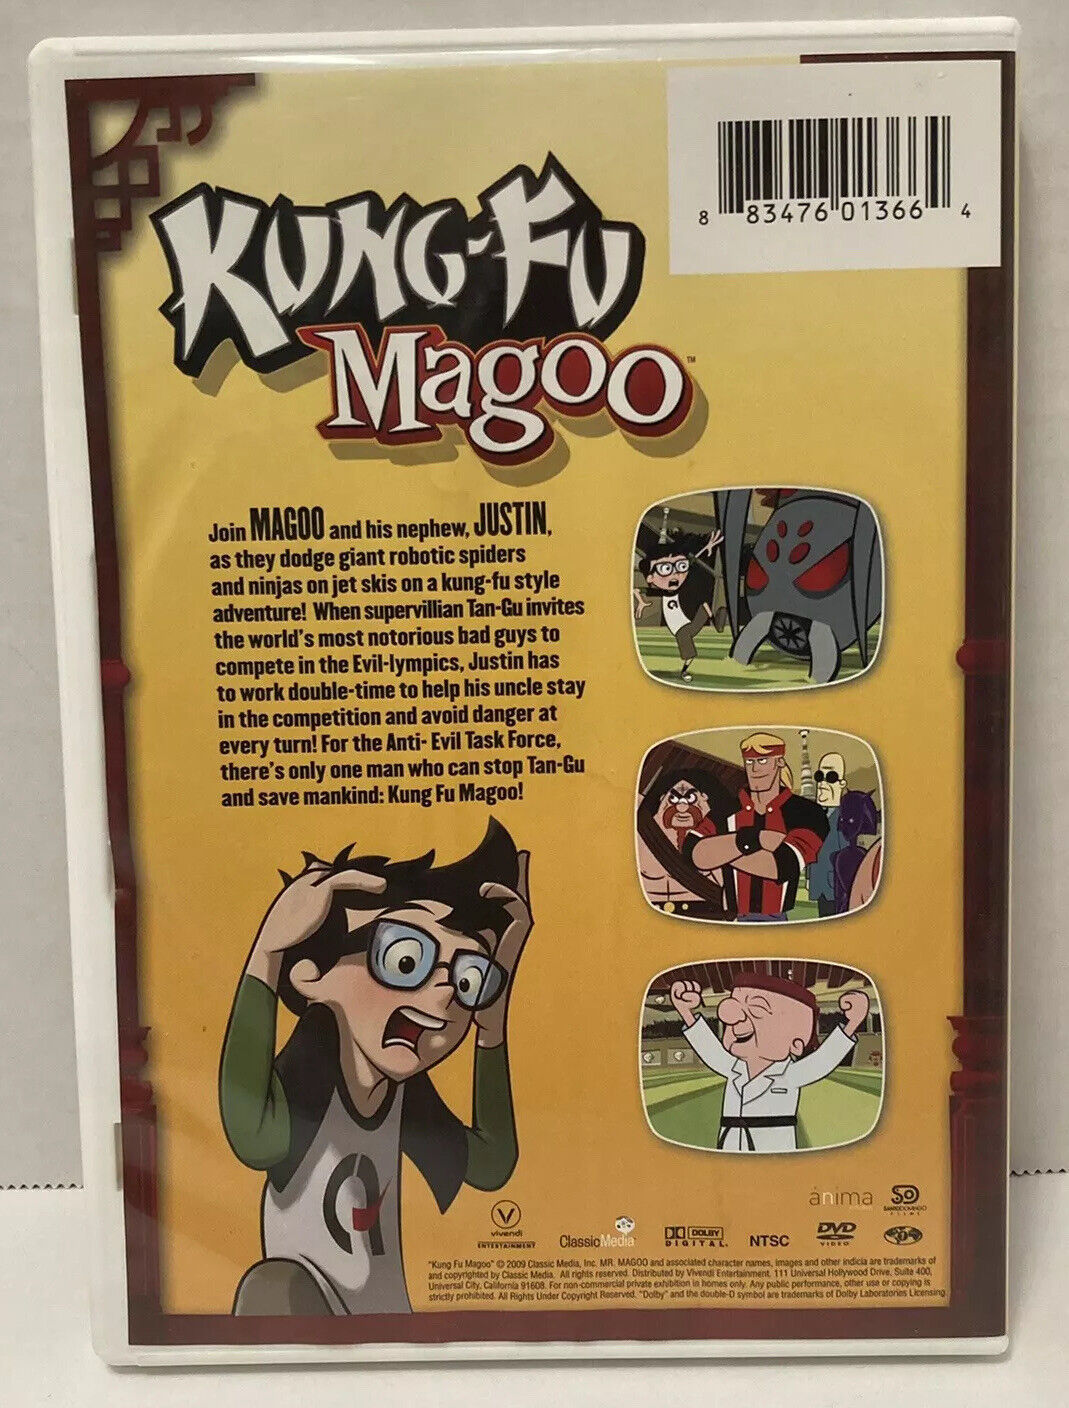 8 83476 01366 4
KUNG-FU
MAGOO™
Join MAGOO and his nephew, JUSTIN,
as they dodge giant robotic spiders
and ninjas on jet skis on a kung-fu style
adventure! When supervillian Tan-Gu invites
the world's most notorious bad guys to
compete in the Evil-lympics, Justin has
to work double-time to help his uncle stay
in the competition and avoid danger at
every turn! For the Anti- Evil Task Force,
there's only one man who can stop Tan-Gu
and save mankind: Kung Fu Magoo!
ánima
SANTODOMINGO
FILMS
vivendi
ENTERTAINMENT
ClassicMedia
DOLBY
DIGITAL
NTSC
DVD
VIDEO
"Kung Fu Magoo" © 2009 Classic Media, Inc. MR. MAGOO and associated character names, images and other indicia are trademarks of
and copyrighted by Classic Media. All rights reserved. Distributed by Vivendi Entertainment, 111 Universal Hollywood Drive, Suite 400,
Universal City, California 91608. For non-commercial private exhibition in homes only. Any public performance, other use or copying is
strictly prohibited. All Rights Under Copyright Reserved. "Dolby" and the double-D symbol are trademarks of Dolby Laboratories Licensing.